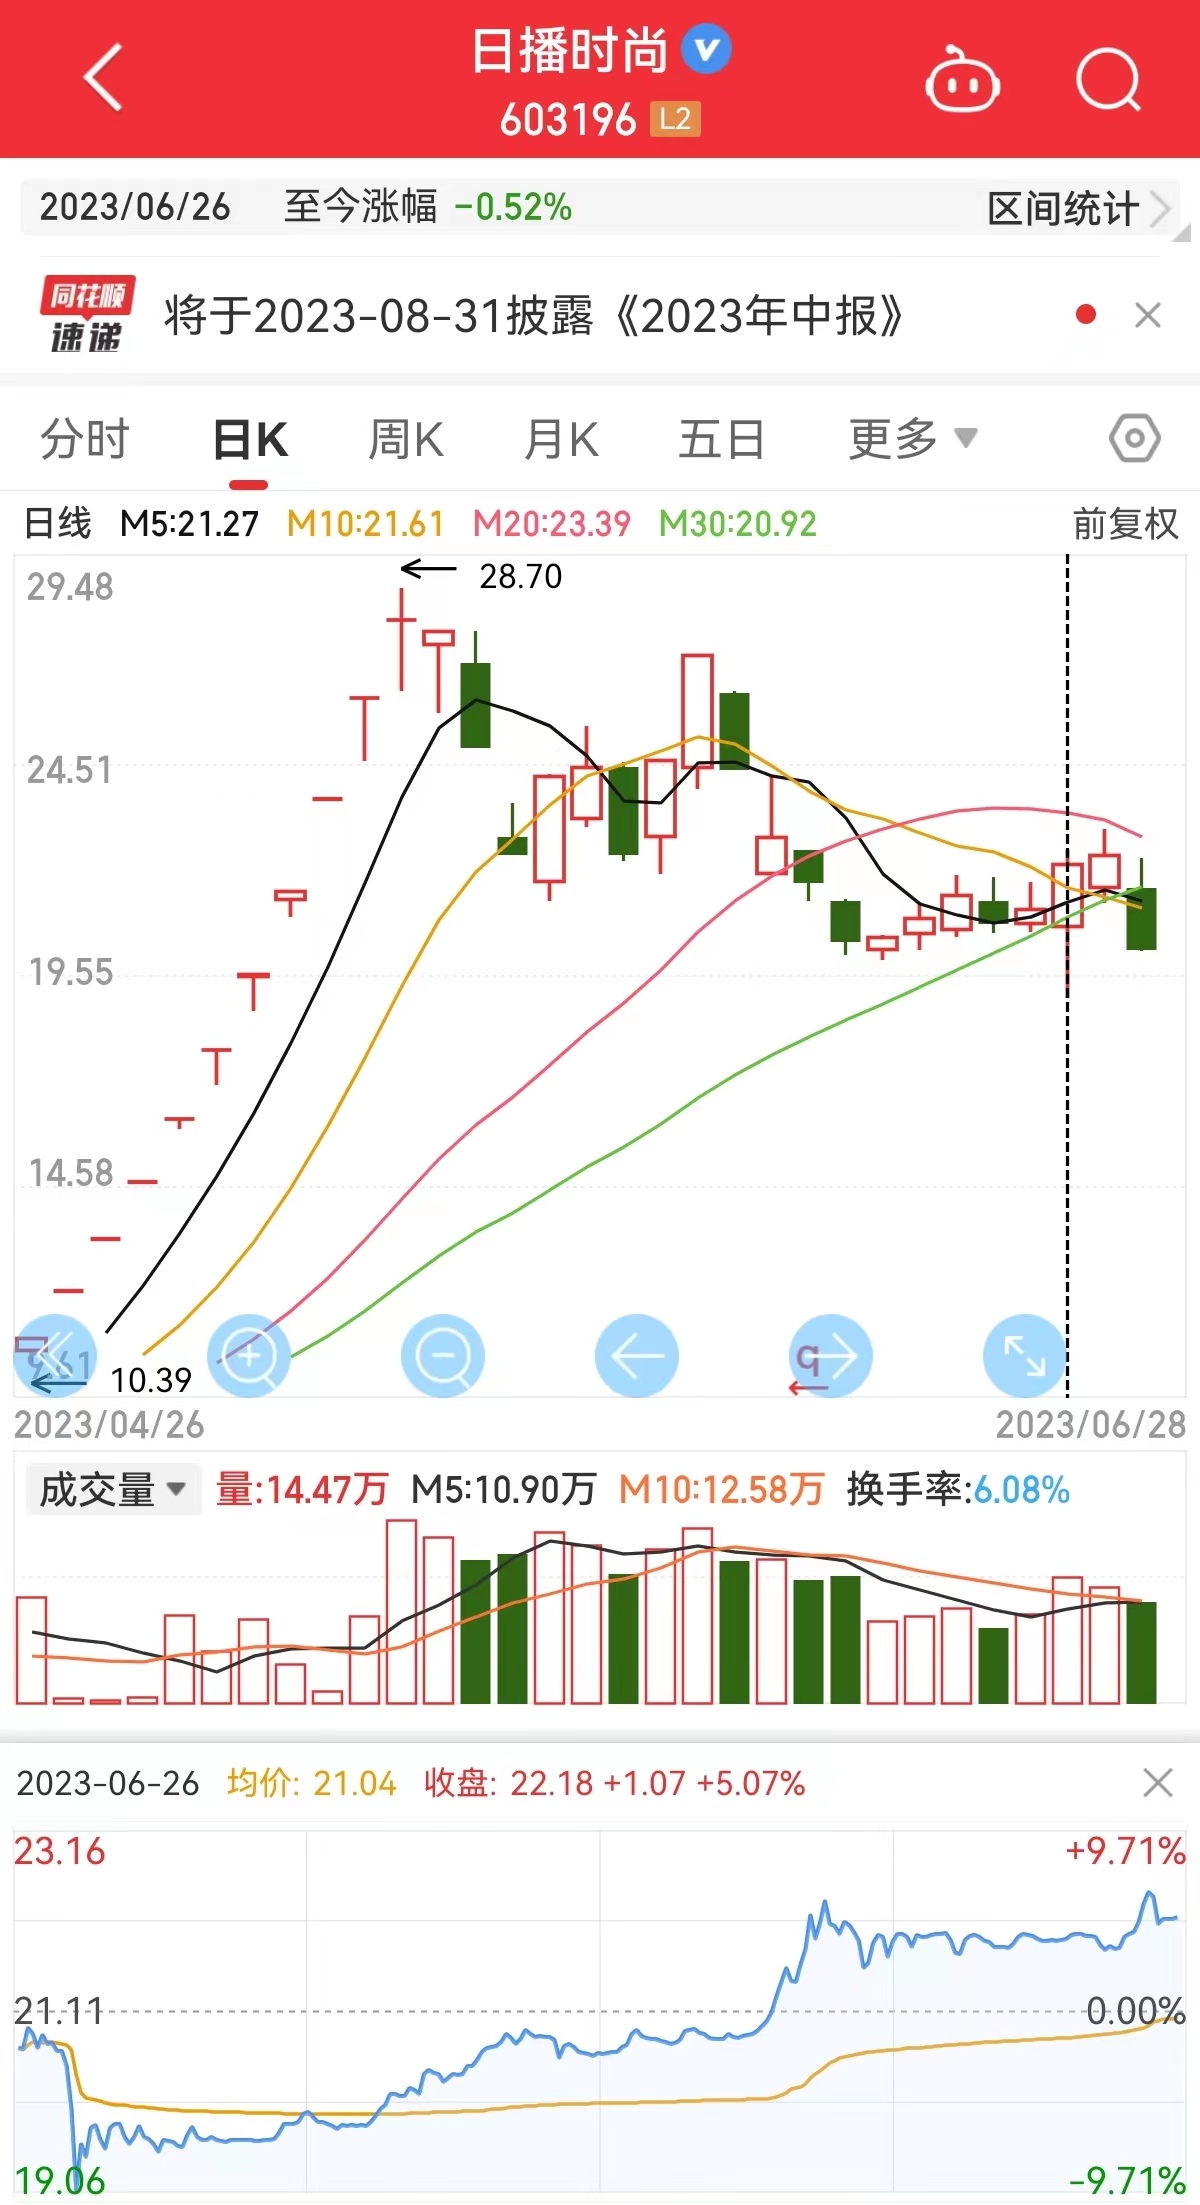 日播时尚
603196 L2
2023/06/26 至今涨幅 -0.52% 区间统计
同花顺
速递
将于2023-08-31披露《2023年中报》
分时 日K 周K 月K 五日 更多
日线 M5:21.27 M10:21.61 M20:23.39 M30:20.92 前复权
29.48
28.70
24.51
19.55
14.58
9.61
10.39
q
2023/04/26 2023/06/28
成交量 量:14.47万 M5:10.90万 M10:12.58万 换手率:6.08%
2023-06-26 均价: 21.04 收盘: 22.18 +1.07 +5.07%
23.16 +9.71%
21.11 0.00%
19.06 -9.71%